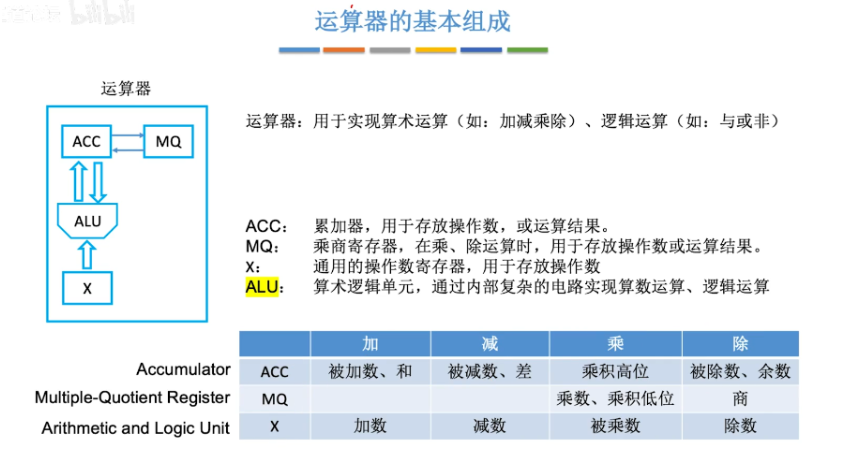 运算器的基本组成
运算器
ACC
MQ
ALU
X
运算器：用于实现算术运算（如：加减乘除）、逻辑运算（如：与或非）
ACC： 累加器，用于存放操作数，或运算结果。
MQ： 乘商寄存器，在乘、除运算时，用于存放操作数或运算结果。
X： 通用的操作数寄存器，用于存放操作数
ALU： 算术逻辑单元，通过内部复杂的电路实现算数运算、逻辑运算
加 减 乘 除
Accumulator ACC 被加数、和 被减数、差 乘积高位 被除数、余数
Multiple-Quotient Register MQ 乘数、乘积低位 商
Arithmetic and Logic Unit X 加数 减数 被乘数 除数